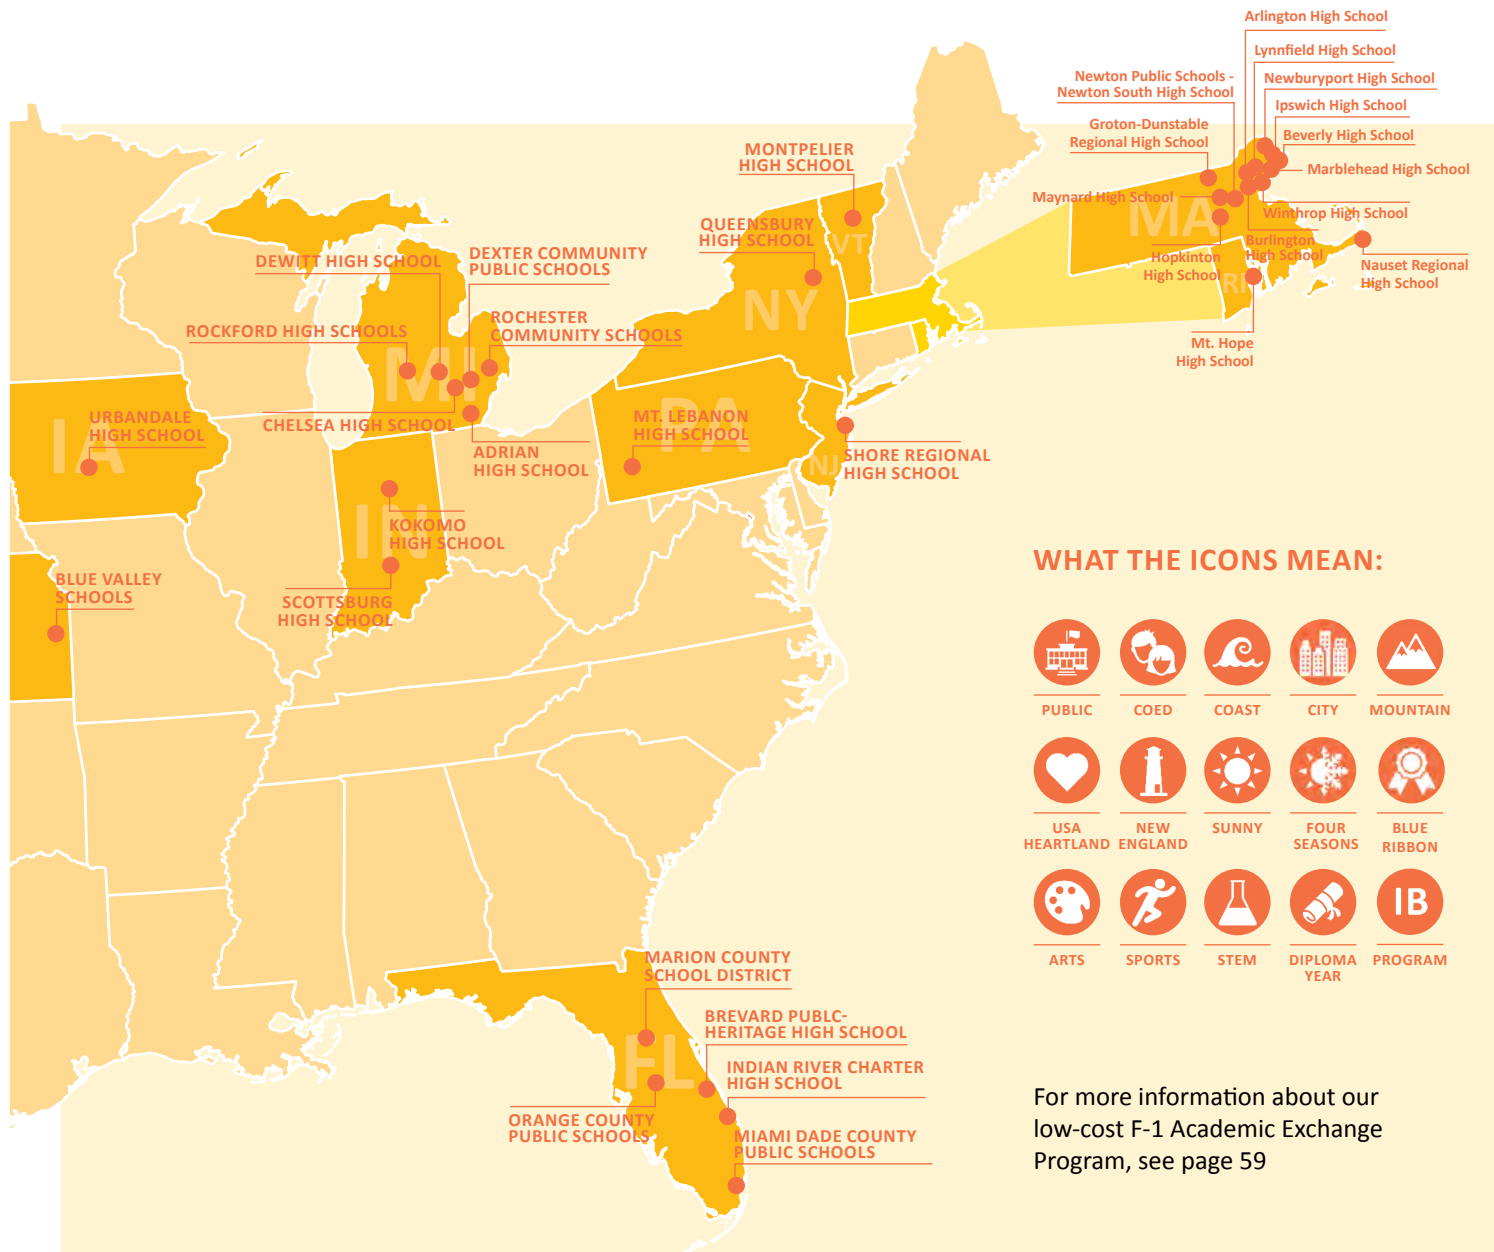 Arlington High School
Lynnfield High School
Newton Public Schools -
Newton South High School
Newburyport High School
Ipswich High School
Groton-Dunstable
Regional High School
Beverly High School
Marblehead High School
Maynard High School
MA
Winthrop High School
Burlington
High School
Hopkinton
High School
RI
Nauset Regional
High School
Mt. Hope
High School
MONTPELIER
HIGH SCHOOL
VT
QUEENSBURY
HIGH SCHOOL
NY
DEWITT HIGH SCHOOL
DEXTER COMMUNITY
PUBLIC SCHOOLS
ROCKFORD HIGH SCHOOLS
ROCHESTER
COMMUNITY SCHOOLS
MI
CHELSEA HIGH SCHOOL
ADRIAN
HIGH SCHOOL
URBANDALE
HIGH SCHOOL
IA
MT. LEBANON
HIGH SCHOOL
PA
NJ
SHORE REGIONAL
HIGH SCHOOL
IN
KOKOMO
HIGH SCHOOL
BLUE VALLEY
SCHOOLS
SCOTTSBURG
HIGH SCHOOL
WHAT THE ICONS MEAN:
PUBLIC
COED
COAST
CITY
MOUNTAIN
USA
HEARTLAND
NEW
ENGLAND
SUNNY
FOUR
SEASONS
BLUE
RIBBON
IB
ARTS
SPORTS
STEM
DIPLOMA
YEAR
PROGRAM
MARION COUNTY
SCHOOL DISTRICT
BREVARD PUBLC-
HERITAGE HIGH SCHOOL
FL
INDIAN RIVER CHARTER
HIGH SCHOOL
ORANGE COUNTY
PUBLIC SCHOOLS
MIAMI DADE COUNTY
PUBLIC SCHOOLS
For more information about our
low-cost F-1 Academic Exchange
Program, see page 59